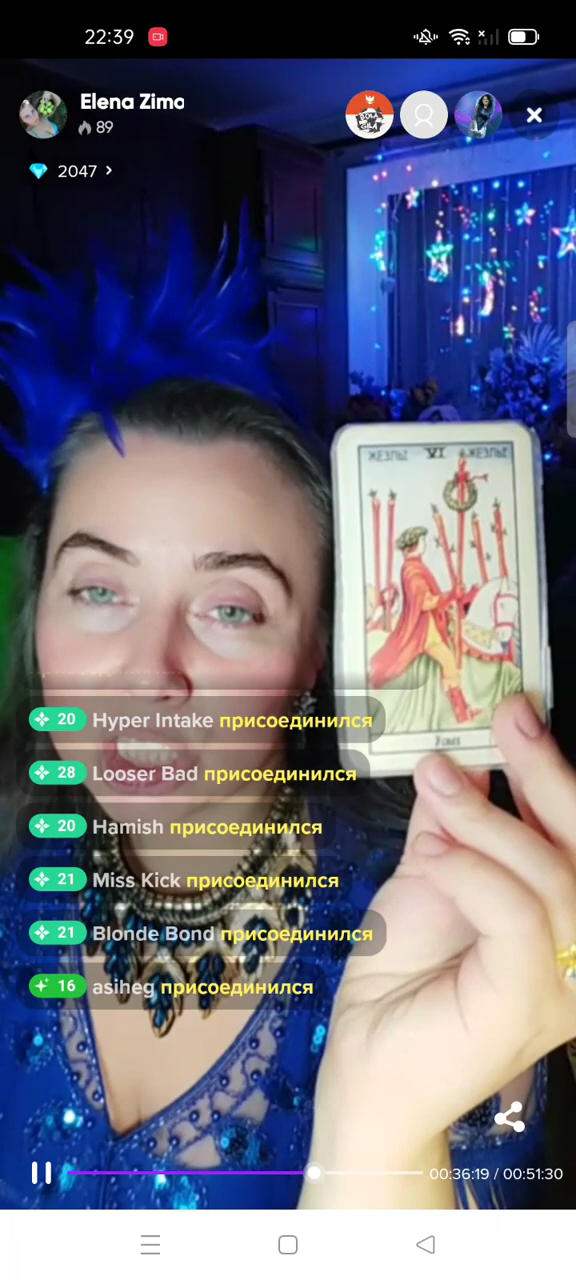 22:39
Elena Zimo
89
2047
ЖЕЗЛЫ VI ЖЕЗЛЫ
20 Hyper Intake присоединился
28 Looser Bad присоединился
20 Hamish присоединился
21 Miss Kick присоединился
21 Blonde Bond присоединился
16 asiheg присоединился
00:36:19 / 00:51:30